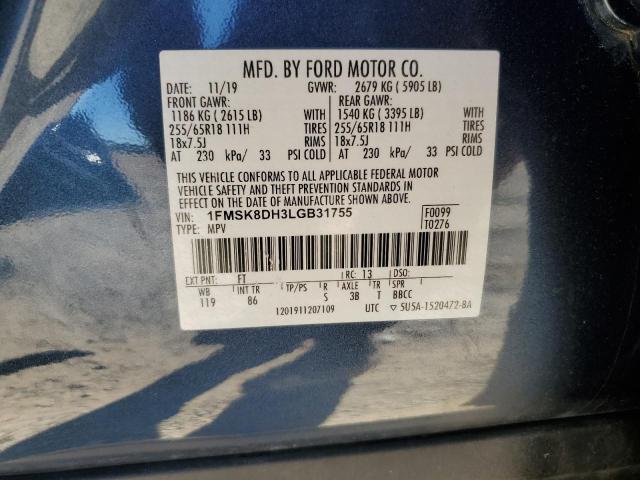 MFD. BY FORD MOTOR CO.
DATE: 11/19 GVWR: 2679 KG ( 5905 LB)
FRONT GAWR: REAR GAWR:
1186 KG ( 2615 LB) WITH 1540 KG ( 3395 LB) WITH
255/65R18 111H TIRES 255/65R18 111H TIRES
18x7.5J RIMS 18x7.5J RIMS
AT 230 kPa/ 33 PSI COLD AT 230 kPa/ 33 PSI COLD
THIS VEHICLE CONFORMS TO ALL APPLICABLE FEDERAL MOTOR
VEHICLE SAFETY AND THEFT PREVENTION STANDARDS IN
EFFECT ON THE DATE OF MANUFACTURE SHOWN ABOVE.
VIN: 1FMSK8DH3LGB31755 F0099
TYPE: MPV T0276
EXT PNT: FT RC: 13 DSO:
WB INT TR TP/PS R AXLE TR SPR
119 86 S 3B T BBCC
1201911207109 UTC ▽ 5U5A-1520472-BA